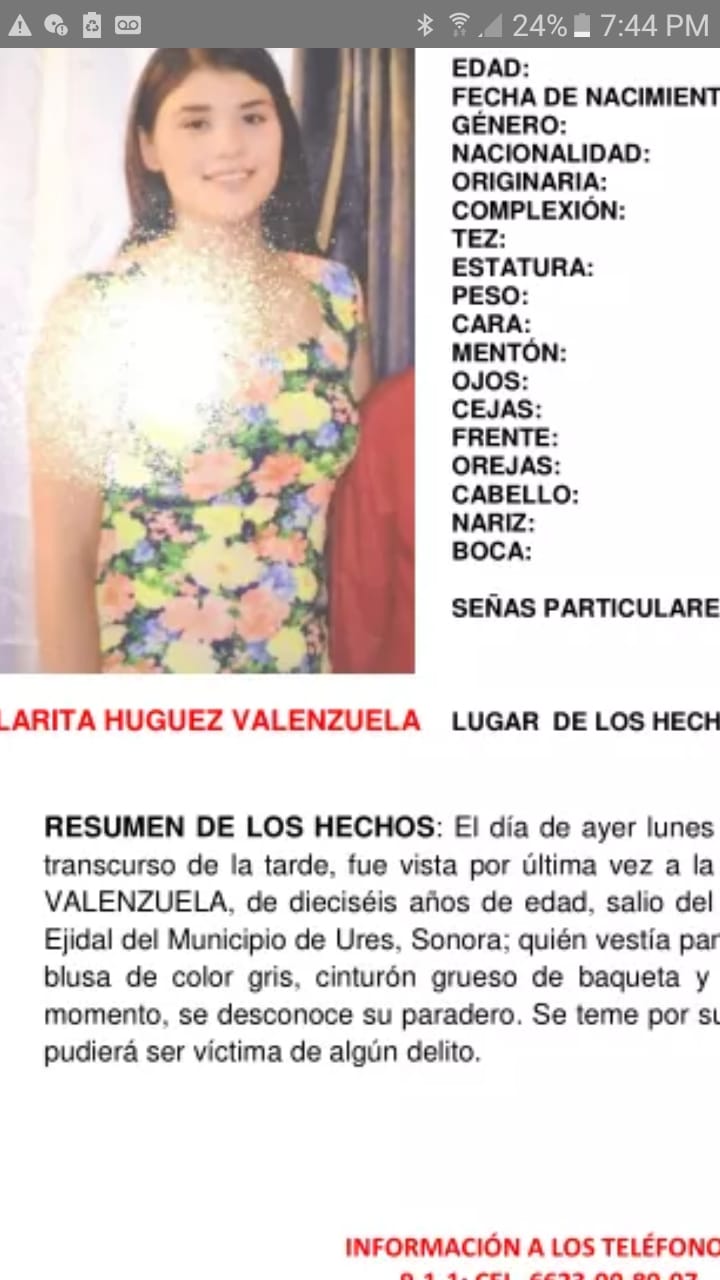 24% 7:44 PM
EDAD:
FECHA DE NACIMIENT
GÉNERO:
NACIONALIDAD:
ORIGINARIA:
COMPLEXIÓN:
TEZ:
ESTATURA:
PESO:
CARA:
MENTÓN:
OJOS:
CEJAS:
FRENTE:
OREJAS:
CABELLO:
NARIZ:
BOCA:
SEÑAS PARTICULARE
LARITA HUGUEZ VALENZUELA
LUGAR DE LOS HECH
RESUMEN DE LOS HECHOS: El día de ayer lunes
transcurso de la tarde, fue vista por última vez a la
VALENZUELA, de dieciséis años de edad, salio del
Ejidal del Municipio de Ures, Sonora; quién vestía par
blusa de color gris, cinturón grueso de baqueta y
momento, se desconoce su paradero. Se teme por su
pudierá ser víctima de algún delito.
INFORMACIÓN A LOS TELÉFONO